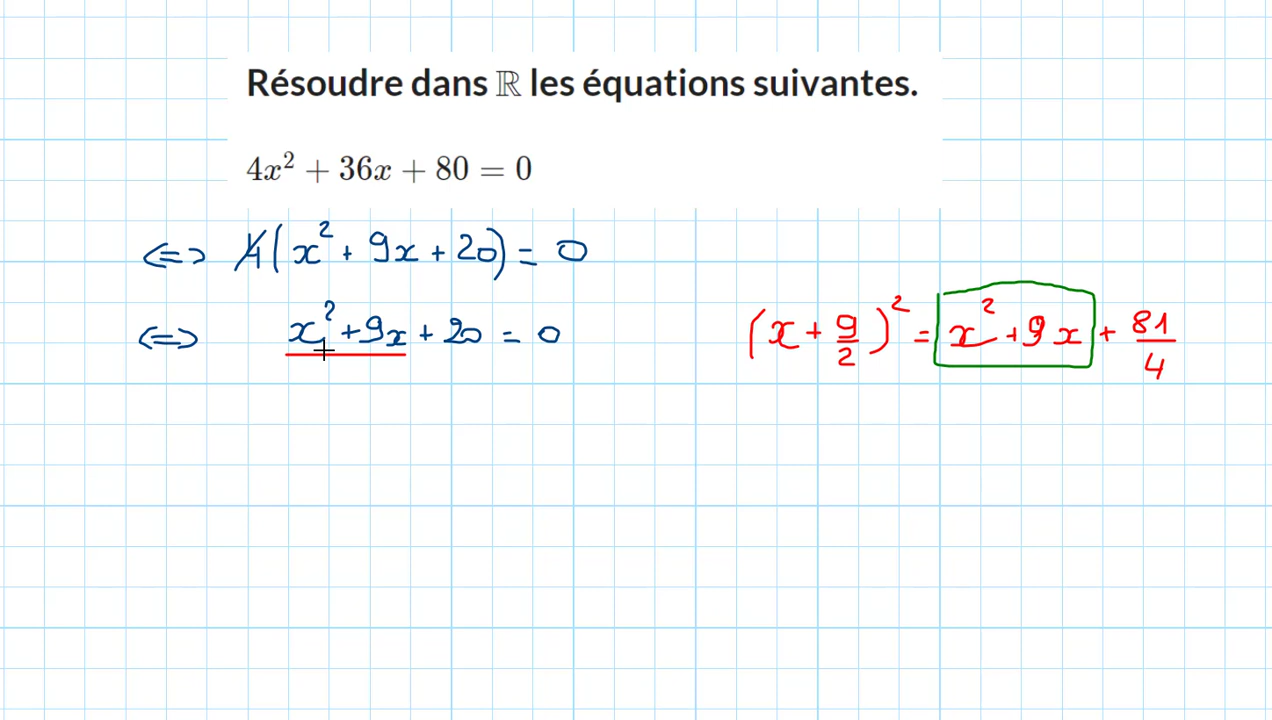 Résoudre dans ℝ les équations suivantes.
4x² + 36x + 80 = 0
<=> 4(x² + 9x + 20) = 0
<=> x² + 9x + 20 = 0
(x + 9/2)² = x² + 9x + 81/4